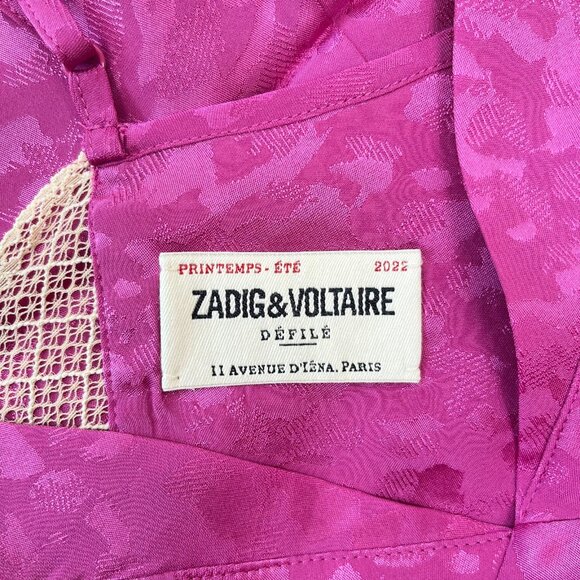 PRINTEMPS - ÉTÉ 2022
ZADIG&VOLTAIRE
DÉFILÉ
11 AVENUE D'IÉNA, PARIS